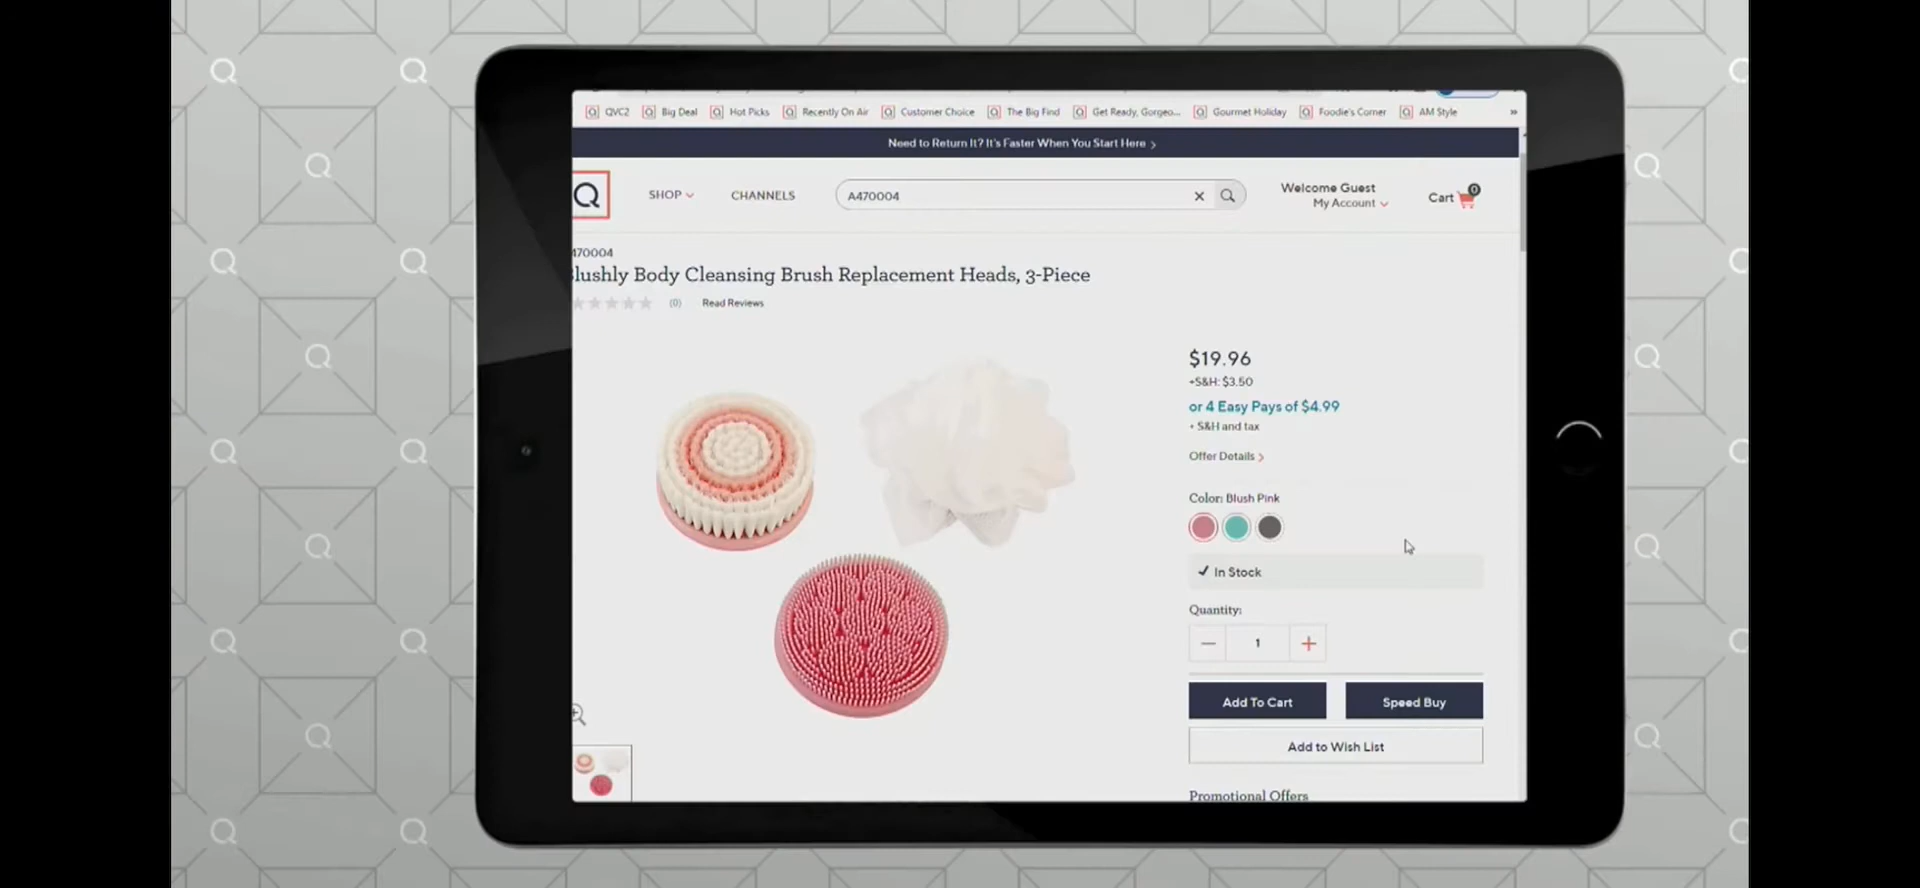 QVC2 Big Deal Hot Picks Recently On Air Customer Choice The Big Find Get Ready, Gorgeo... Gourmet Holiday Foodie's Corner AM Style »
Need to Return It? It's Faster When You Start Here >
Q SHOP CHANNELS A470004 Welcome Guest
My Account
Cart 0
470004
lushly Body Cleansing Brush Replacement Heads, 3-Piece
(0) Read Reviews
$19.96
+S&H: $3.50
or 4 Easy Pays of $4.99
+ S&H and tax
Offer Details >
Color: Blush Pink
✓ In Stock
Quantity:
— 1 +
Add To Cart Speed Buy
Add to Wish List
Promotional Offers